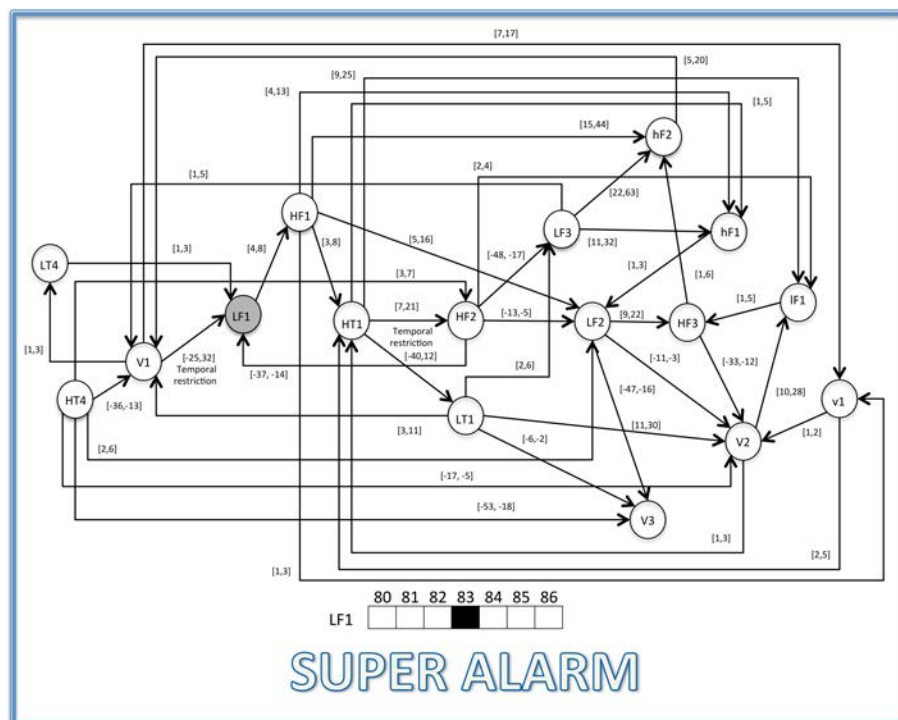 [7,17]
[9,25]
[5,20]
[4,13]
[1,5]
[15,44]
hF2
[2,4]
[1,5]
[22,63]
HF1
LF3
hF1
[1,3]
[4,8]
[3,8]
[5,16]
[-48, -17]
[11,32]
LT4
[3,7]
[1,3]
[1,6]
lF1
LF1
HT1
[7,21]
HF2
[-13,-5]
LF2
[9,22]
HF3
[1,5]
Temporal
restriction
[1,3]
V1
[-25,32]
Temporal
restriction
[-37, -14]
[-40,12]
[2,6]
[-11,-3]
[-33,-12]
[-47,-16]
[10,28]
HT4
[-36,-13]
v1
[3,11]
LT1
[11,30]
[-6,-2]
V2
[1,2]
[2,6]
[-17, -5]
[-53, -18]
V3
[1,3]
[2,5]
[1,3]
80 81 82 83 84 85 86
LF1
SUPER ALARM